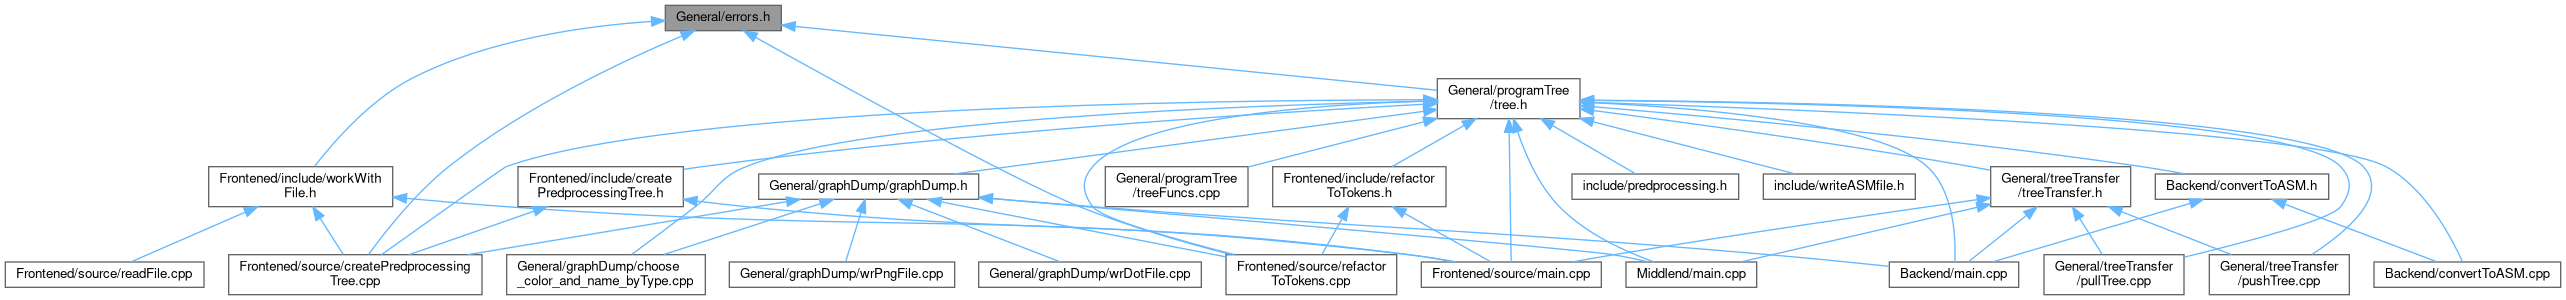 General/errors.h
General/programTree
/tree.h
Frontened/include/workWith
File.h
Frontened/include/create
PredprocessingTree.h
General/graphDump/graphDump.h
General/programTree
/treeFuncs.cpp
Frontened/include/refactor
ToTokens.h
include/predprocessing.h
include/writeASMfile.h
General/treeTransfer
/treeTransfer.h
Backend/convertToASM.h
Frontened/source/readFile.cpp
Frontened/source/createPredprocessing
Tree.cpp
General/graphDump/choose
_color_and_name_byType.cpp
General/graphDump/wrPngFile.cpp
General/graphDump/wrDotFile.cpp
Frontened/source/refactor
ToTokens.cpp
Frontened/source/main.cpp
Middlend/main.cpp
Backend/main.cpp
General/treeTransfer
/pullTree.cpp
General/treeTransfer
/pushTree.cpp
Backend/convertToASM.cpp